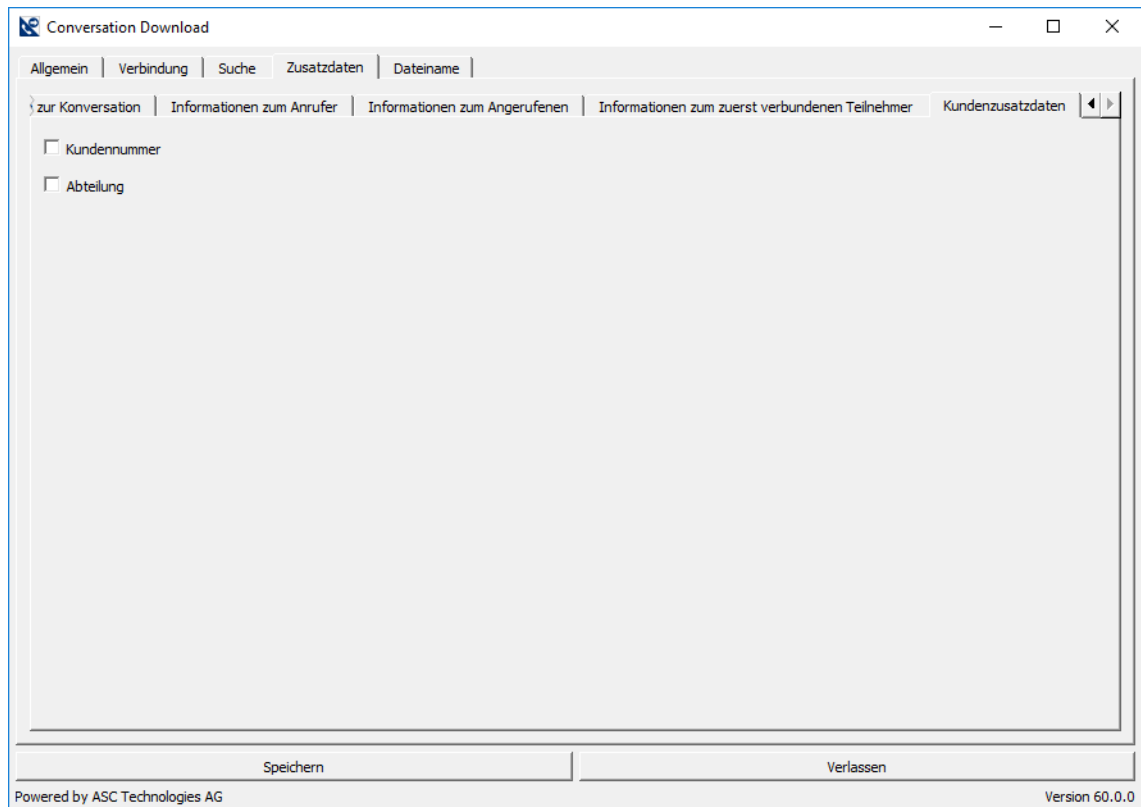 Conversation Download
Allgemein Verbindung Suche Zusatzdaten Dateiname
zur Konversation Informationen zum Anrufer Informationen zum Angerufenen Informationen zum zuerst verbundenen Teilnehmer Kundenzusatzdaten
Kundennummer
Abteilung
Speichern Verlassen
Powered by ASC Technologies AG Version 60.0.0